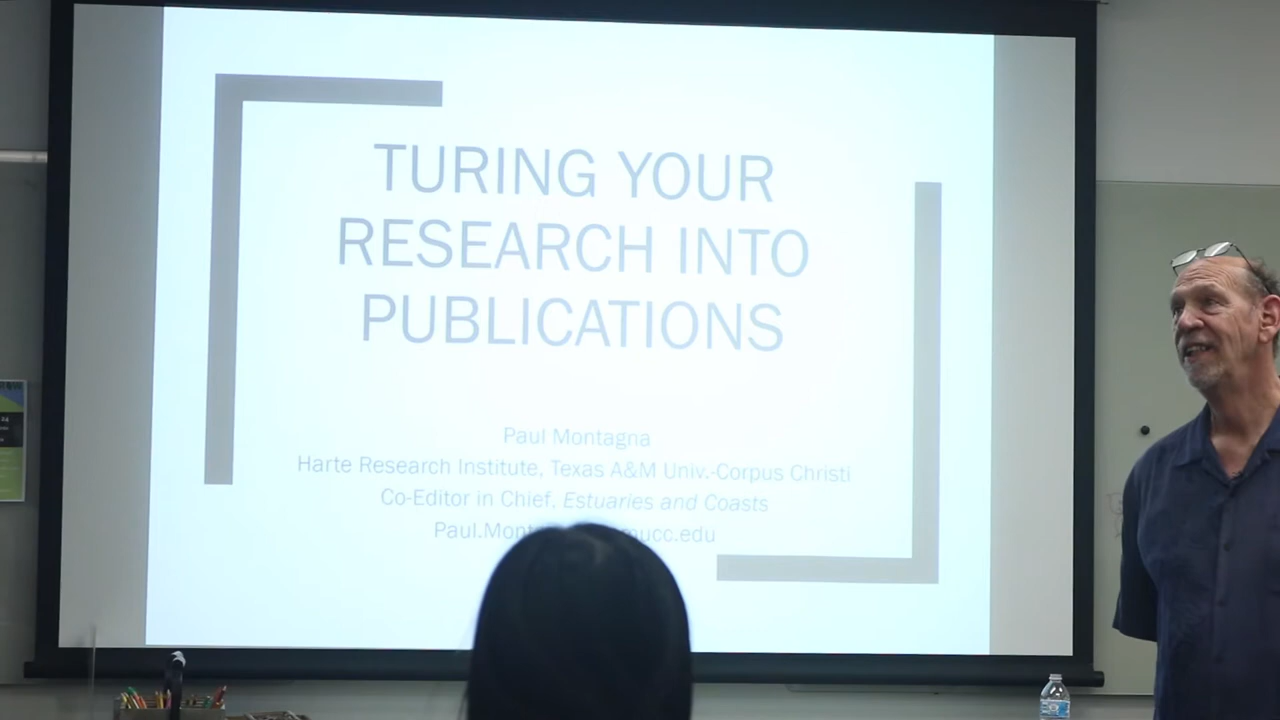 TURING YOUR
RESEARCH INTO
PUBLICATIONS
Paul Montagna
Harte Research Institute, Texas A&M Univ.-Corpus Christi
Co-Editor in Chief, Estuaries and Coasts